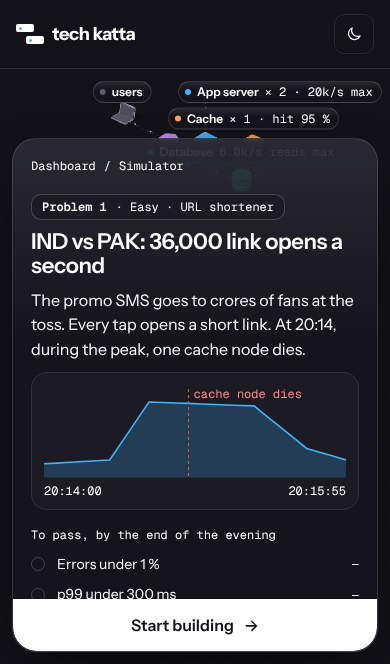 tech katta
users
App server × 2 · 20k/s max
Cache × 1 · hit 95 %
Database 6.0k/s reads max
Dashboard / Simulator
Problem 1 · Easy · URL shortener
IND vs PAK: 36,000 link opens a
second
The promo SMS goes to crores of fans at the
toss. Every tap opens a short link. At 20:14,
during the peak, one cache node dies.
cache node dies
20:14:00 20:15:55
To pass, by the end of the evening
Errors under 1 % –
p99 under 300 ms –
Start building →